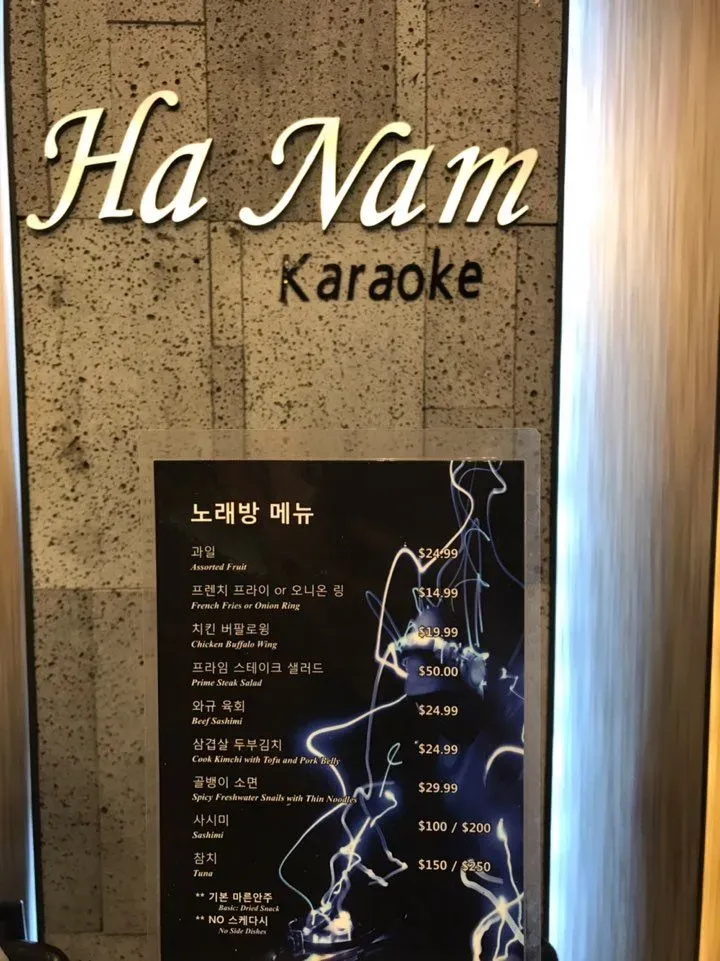 Ha Nam
Karaoke
노래방 메뉴
과일 $24.99
Assorted Fruit
프렌치 프라이 or 오니온 링 $14.99
French Fries or Onion Ring
치킨 버팔로윙 $19.99
Chicken Buffalo Wing
프라임 스테이크 샐러드 $50.00
Prime Steak Salad
와규 육회 $24.99
Beef Sashimi
삼겹살 두부김치 $24.99
Cook Kimchi with Tofu and Pork Belly
골뱅이 소면 $29.99
Spicy Freshwater Snails with Thin Noodles
사시미 $100 / $200
Sashimi
참치 $150 / $250
Tuna
** 기본 마른안주
Basic: Dried Snack
** NO 스케다시
No Side Dishes